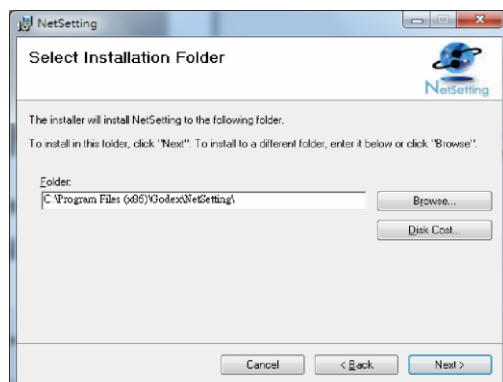 NetSetting
Select Installation Folder
NetSetting
The installer will install NetSetting to the following folder.
To install in this folder, click "Next". To install to a different folder, enter it below or click "Browse".
Folder:
C:\Program Files (x86)\Godex\NetSetting\
Browse...
Disk Cost...
Cancel
< Back
Next >